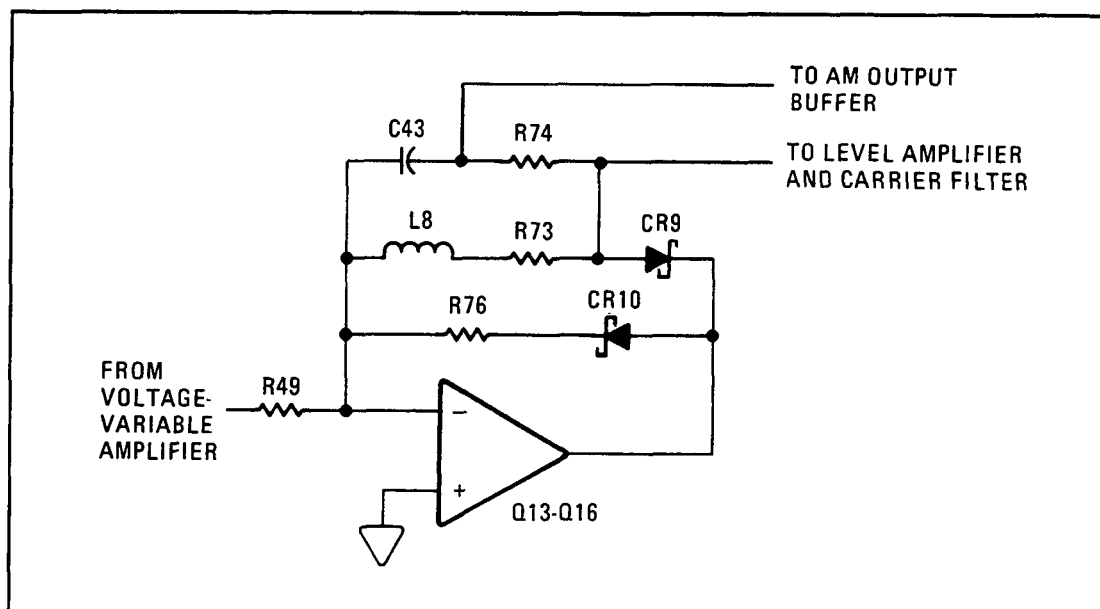 TO AM OUTPUT
BUFFER
C43
R74
TO LEVEL AMPLIFIER
AND CARRIER FILTER
L8
R73
CR9
R76
CR10
FROM
VOLTAGE-
VARIABLE
AMPLIFIER
R49
−
+
Q13-Q16